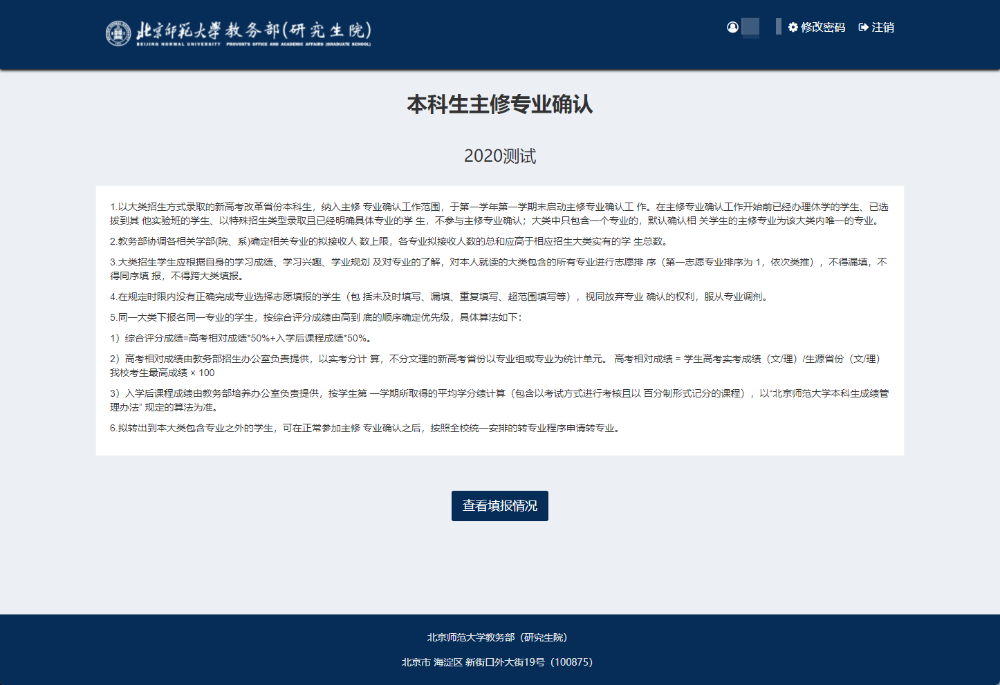 北京师范大学教务部(研究生院)
BEIJING NORMAL UNIVERSITY PROVOST'S OFFICE AND ACADEMIC AFFAIRS (GRADUATE SCHOOL)
修改密码 注销
本科生主修专业确认
2020测试
1.以大类招生方式录取的新高考改革省份本科生，纳入主修 专业确认工作范围，于第一学年第一学期末启动主修专业确认工 作。在主修专业确认工作开始前已经办理休学的学生、已选
拔到其 他实验班的学生、以特殊招生类型录取且已经明确具体专业的学 生，不参与主修专业确认；大类中只包含一个专业的，默认确认相 关学生的主修专业为该大类内唯一的专业。
2.教务部协调各相关学部(院、系)确定相关专业的拟接收人 数上限，各专业拟接收人数的总和应高于相应招生大类实有的学 生总数。
3.大类招生学生应根据自身的学习成绩、学习兴趣、学业规划 及对专业的了解，对本人就读的大类包含的所有专业进行志愿排 序（第一志愿专业排序为 1，依次类推），不得漏填，不
得同序填 报，不得跨大类填报。
4.在规定时限内没有正确完成专业选择志愿填报的学生（包 括未及时填写、漏填、重复填写、超范围填写等），视同放弃专业 确认的权利，服从专业调剂。
5.同一大类下报名同一专业的学生，按综合评分成绩由高到 底的顺序确定优先级，具体算法如下：
1）综合评分成绩=高考相对成绩*50%+入学后课程成绩*50%。
2）高考相对成绩由教务部招生办公室负责提供，以实考分计 算，不分文理的新高考省份以专业组或专业为统计单元。 高考相对成绩 = 学生高考实考成绩（文/理）/生源省份（文/理）
我校考生最高成绩 × 100
3）入学后课程成绩由教务部培养办公室负责提供，按学生第 一学期所取得的平均学分绩计算（包含以考试方式进行考核且以 百分制形式记分的课程），以“北京师范大学本科生成绩管
理办法” 规定的算法为准。
6.拟转出到本大类包含专业之外的学生，可在正常参加主修 专业确认之后，按照全校统一安排的转专业程序申请转专业。
查看填报情况
北京师范大学教务部（研究生院）
北京市 海淀区 新街口外大街19号（100875）